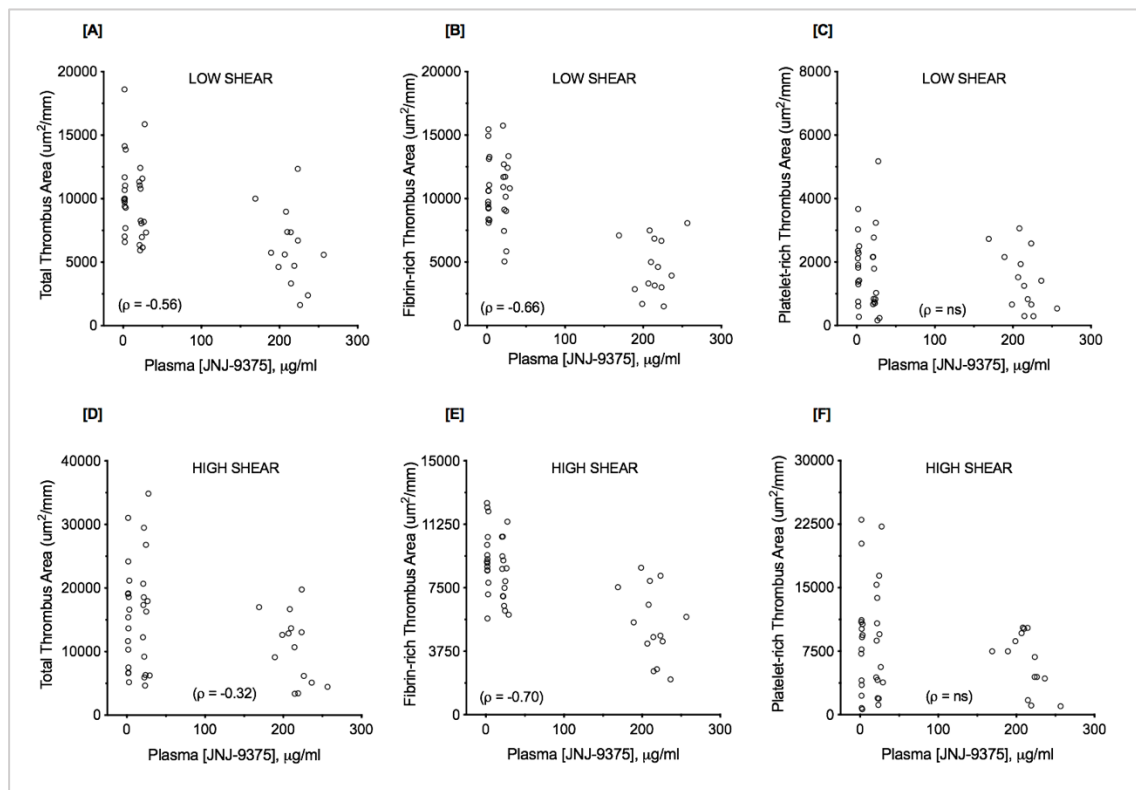 [A]
LOW SHEAR
Total Thrombus Area (um²/mm)
20000
15000
10000
5000
0
(ρ = -0.56)
0 100 200 300
Plasma [JNJ-9375], μg/ml
[B]
LOW SHEAR
Fibrin-rich Thrombus Area (um²/mm)
20000
15000
10000
5000
0
(ρ = -0.66)
0 100 200 300
Plasma [JNJ-9375], μg/ml
[C]
LOW SHEAR
Platelet-rich Thrombus Area (um²/mm)
8000
6000
4000
2000
0
(ρ = ns)
0 100 200 300
Plasma [JNJ-9375], μg/ml
[D]
HIGH SHEAR
Total Thrombus Area (um²/mm)
40000
30000
20000
10000
0
(ρ = -0.32)
0 100 200 300
Plasma [JNJ-9375], μg/ml
[E]
HIGH SHEAR
Fibrin-rich Thrombus Area (um²/mm)
15000
11250
7500
3750
0
(ρ = -0.70)
0 100 200 300
Plasma [JNJ-9375], μg/ml
[F]
HIGH SHEAR
Platelet-rich Thrombus Area (um²/mm)
30000
22500
15000
7500
0
(ρ = ns)
0 100 200 300
Plasma [JNJ-9375], μg/ml